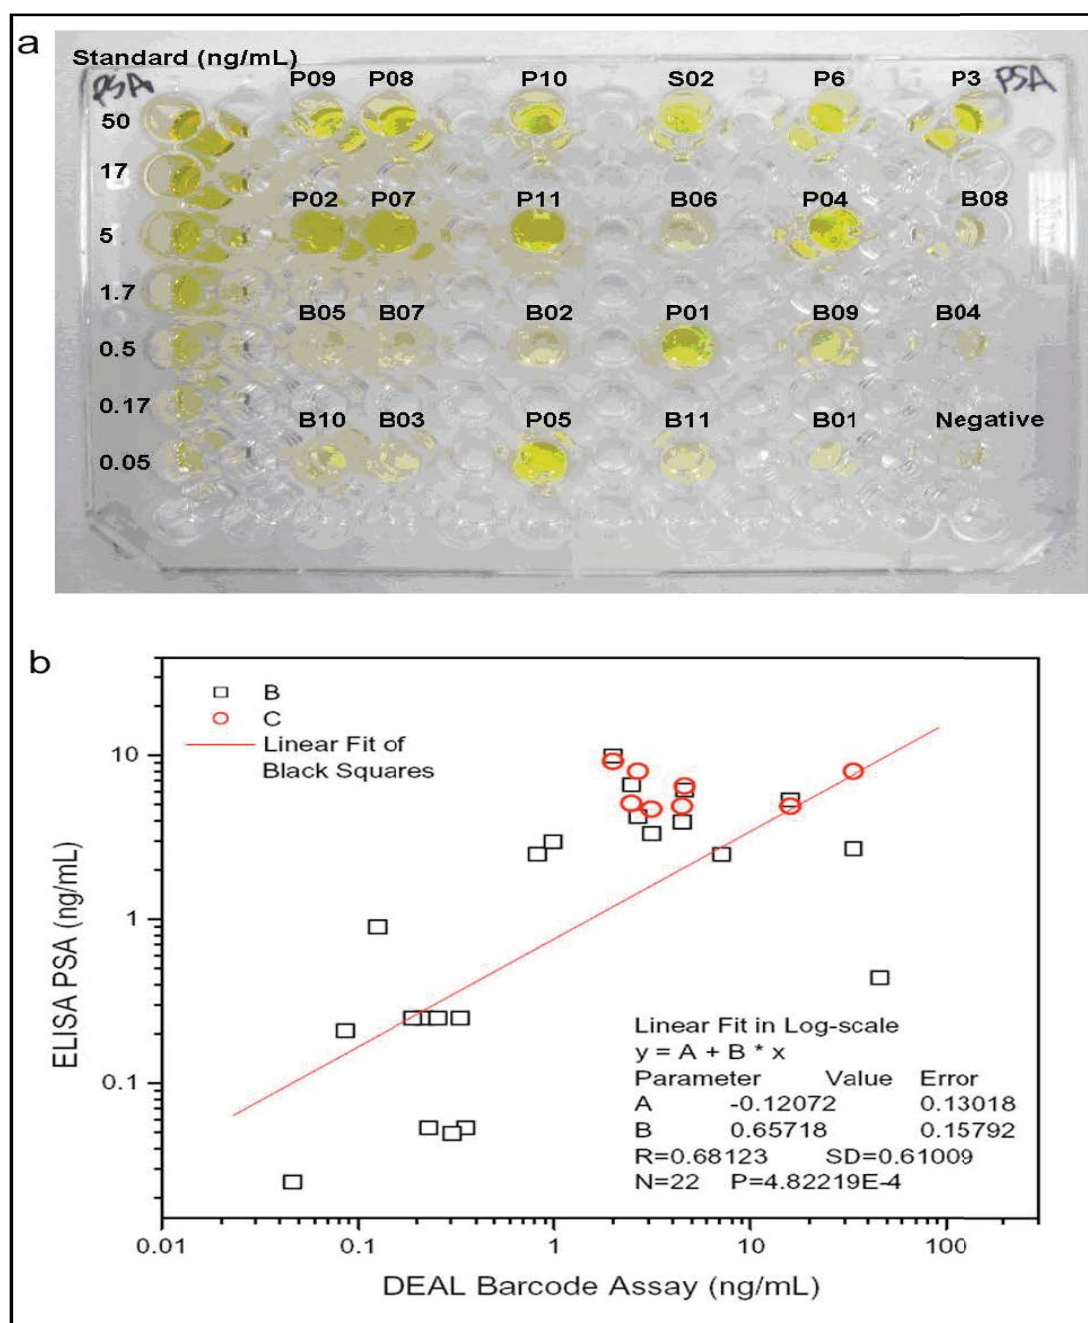 a
Standard (ng/mL)
PSA
P09 P08 P10 S02 P6 P3
PSA
50
17
P02 P07 P11 B06 P04 B08
5
1.7
B05 B07 B02 P01 B09 B04
0.5
0.17
B10 B03 P05 B11 B01 Negative
0.05
b
B
C
Linear Fit of
Black Squares
10
1
0.1
ELISA PSA (ng/mL)
Linear Fit in Log-scale
y = A + B * x
Parameter Value Error
A -0.12072 0.13018
B 0.65718 0.15792
R=0.68123 SD=0.61009
N=22 P=4.82219E-4
0.01 0.1 1 10 100
DEAL Barcode Assay (ng/mL)